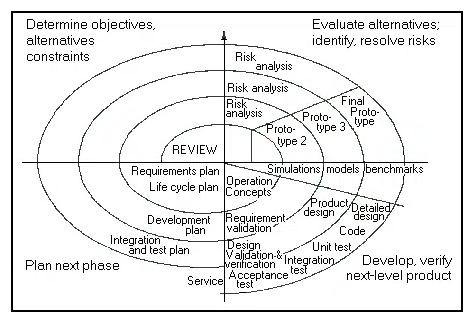 Determine objectives,
alternatives
constraints
Evaluate alternatives;
identify, resolve risks
Risk
analysis
Risk analysis
Risk
analysis
Final
Proto-
type
Proto-
type 3
Proto-
type 2
REVIEW
Requirements plan
Life cycle plan
Simulations models benchmarks
Operation
Concepts
Product
design
Detailed
design
Development
plan
Requirement
validation
Code
Integration
and test plan
Design
Validation&
verification
Unit test
Integration
test
Acceptance
test
Service
Plan next phase
Develop, verify
next-level product